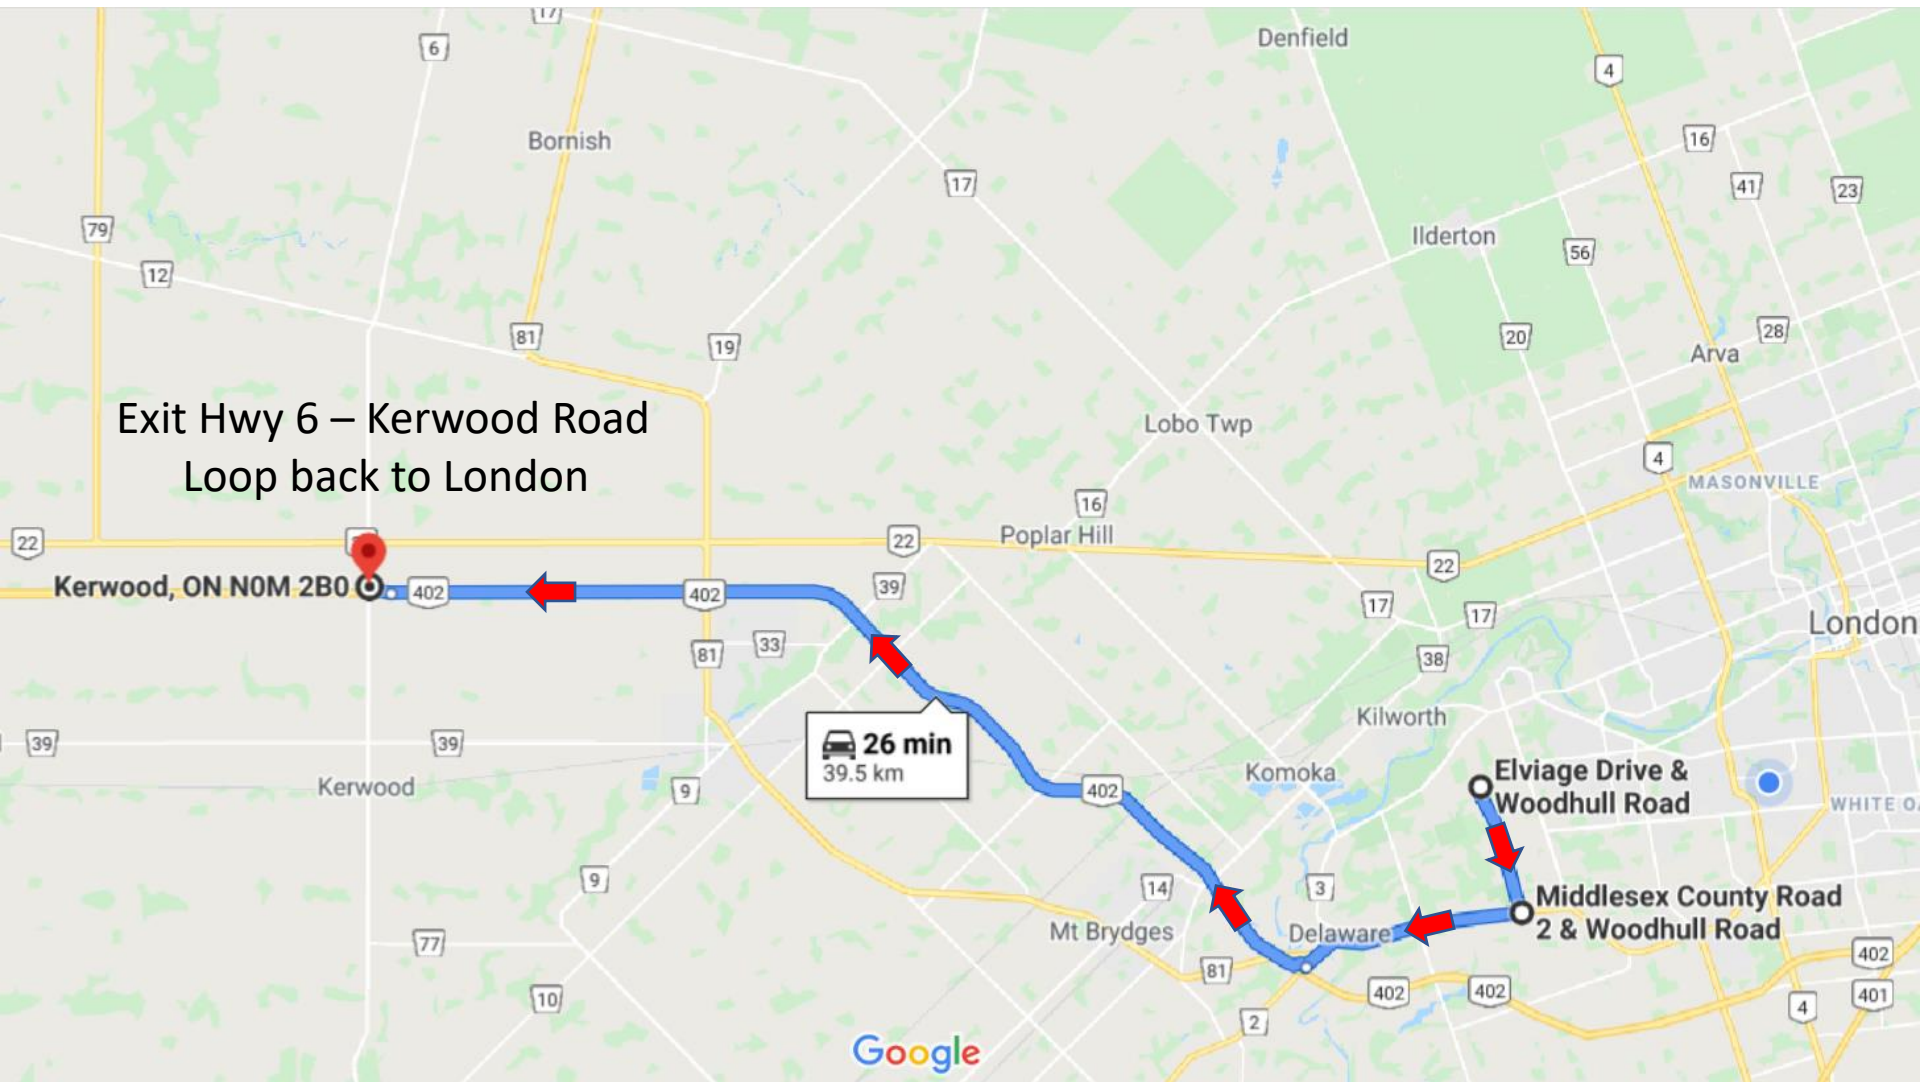 17
6
Denfield
4
Bornish
16
17
41
23
79
Ilderton
56
12
81
19
20
28
Arva
Exit Hwy 6 – Kerwood Road
Loop back to London
Lobo Twp
4
MASONVILLE
16
22
22
Poplar Hill
22
Kerwood, ON N0M 2B0
402
402
39
17
17
London
81
33
38
Kilworth
39
39
26 min
39.5 km
Kerwood
9
402
Komoka
Elviage Drive &
Woodhull Road
WHITE O
9
14
3
Middlesex County Road
2 & Woodhull Road
77
Mt Brydges
Delaware
402
81
10
402
402
401
4
2
Google